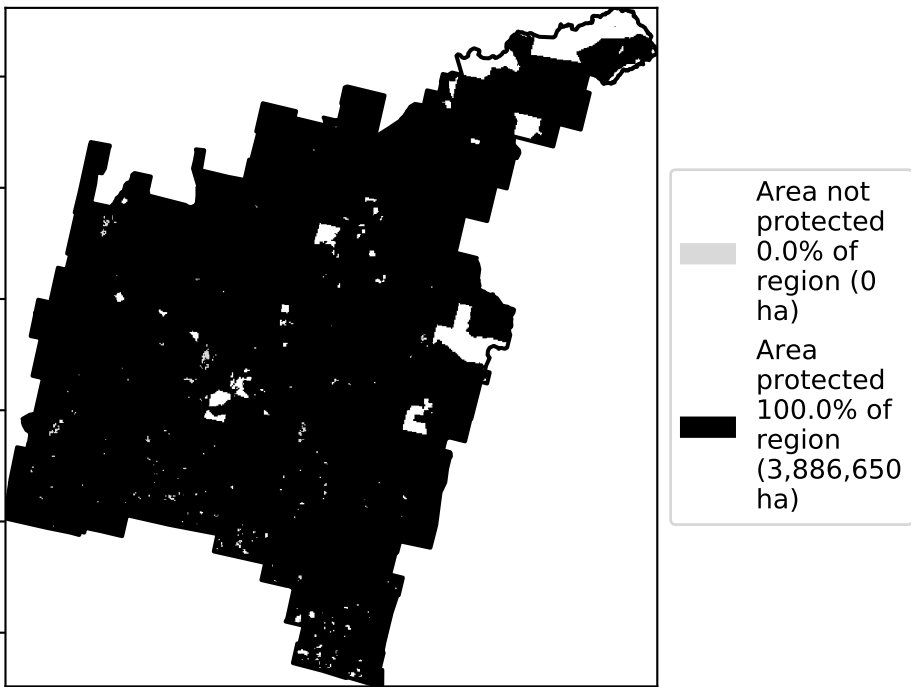 Area not
protected
0.0% of
region (0
ha)
Area
protected
100.0% of
region
(3,886,650
ha)